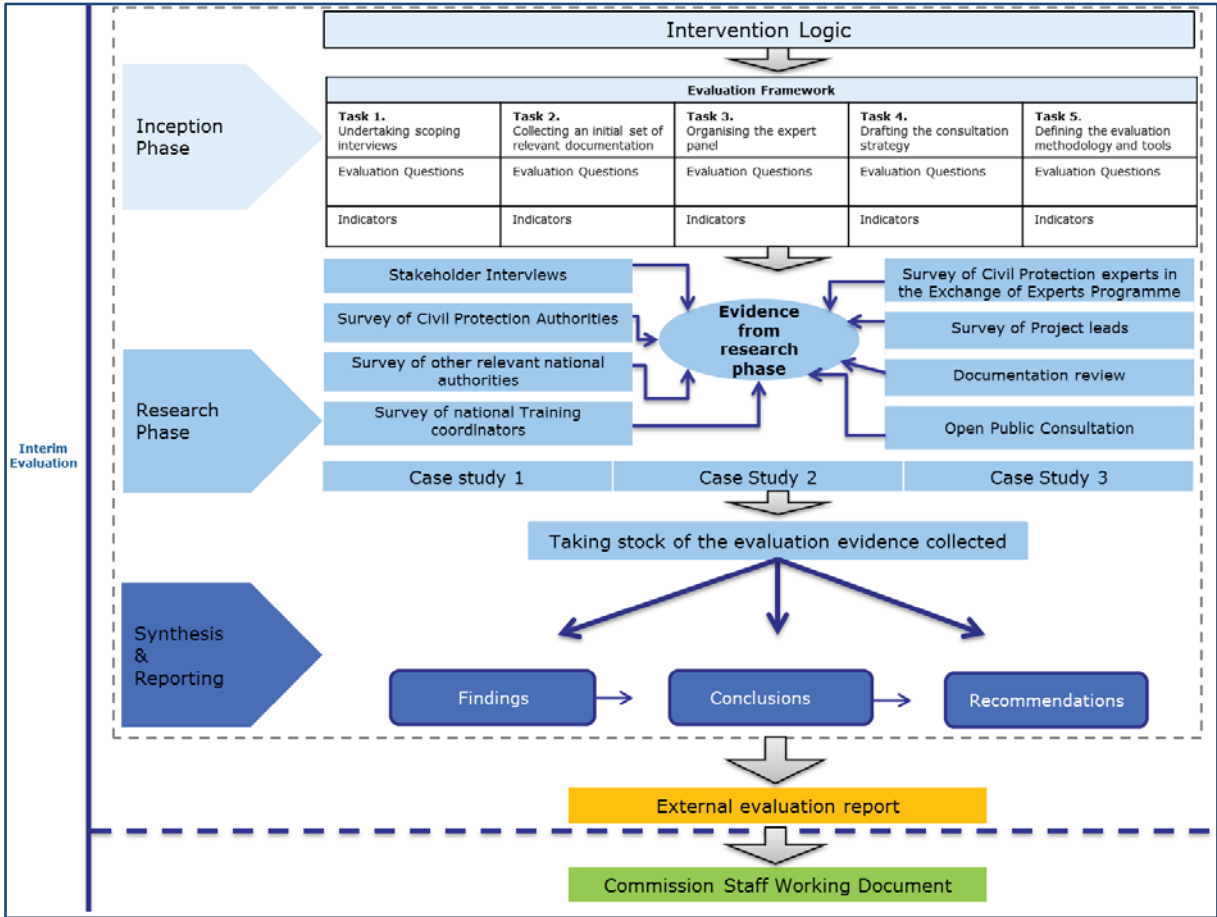 Intervention Logic
Inception
Phase
Evaluation Framework
Task 1.
Undertaking scoping
interviews
Task 2.
Collecting an initial set of
relevant documentation
Task 3.
Organising the expert
panel
Task 4.
Drafting the consultation
strategy
Task 5.
Defining the evaluation
methodology and tools
Evaluation Questions
Evaluation Questions
Evaluation Questions
Evaluation Questions
Evaluation Questions
Indicators
Indicators
Indicators
Indicators
Indicators
Interim
Evaluation
Research
Phase
Stakeholder Interviews
Survey of Civil Protection Authorities
Survey of other relevant national
authorities
Survey of national Training
coordinators
Evidence
from
research
phase
Survey of Civil Protection experts in
the Exchange of Experts Programme
Survey of Project leads
Documentation review
Open Public Consultation
Case study 1
Case Study 2
Case Study 3
Taking stock of the evaluation evidence collected
Synthesis
&
Reporting
Findings
Conclusions
Recommendations
External evaluation report
Commission Staff Working Document